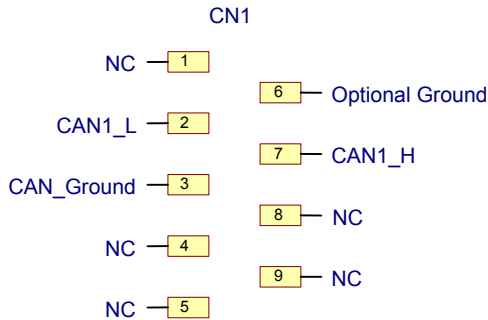 CN1
NC 1
6 Optional Ground
CAN1_L 2
7 CAN1_H
CAN_Ground 3
8 NC
NC 4
9 NC
NC 5